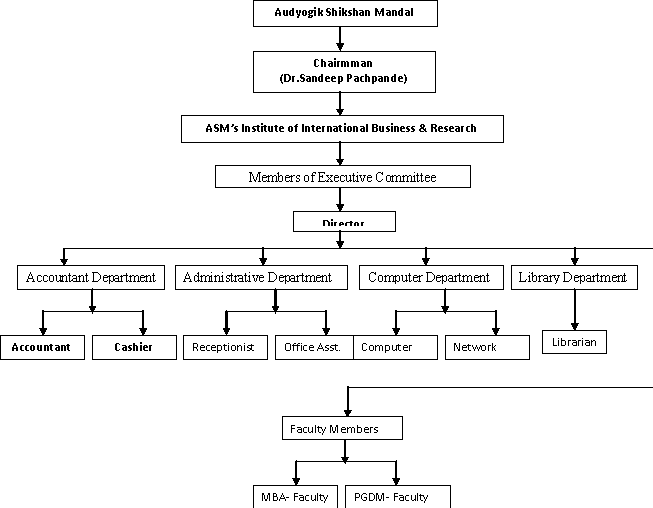 Audyogik Shikshan Mandal
Chairmman
(Dr.Sandeep Pachpande)
ASM's Institute of International Business & Research
Members of Executive Committee
Director
Accountant Department
Administrative Department
Computer Department
Library Department
Accountant
Cashier
Receptionist
Office Asst.
Computer
Network
Librarian
Faculty Members
MBA- Faculty
PGDM- Faculty